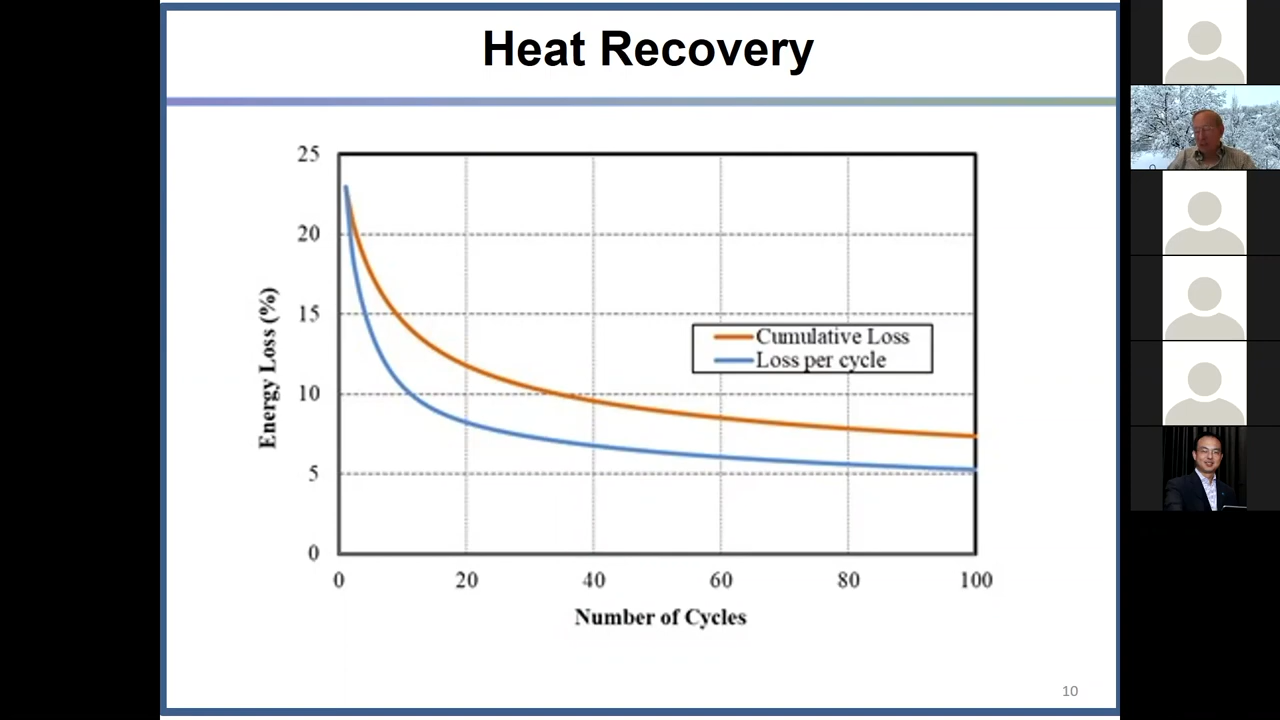 Heat Recovery
25
20
15
10
5
0
Energy Loss (%)
Cumulative Loss
Loss per cycle
0 20 40 60 80 100
Number of Cycles
10